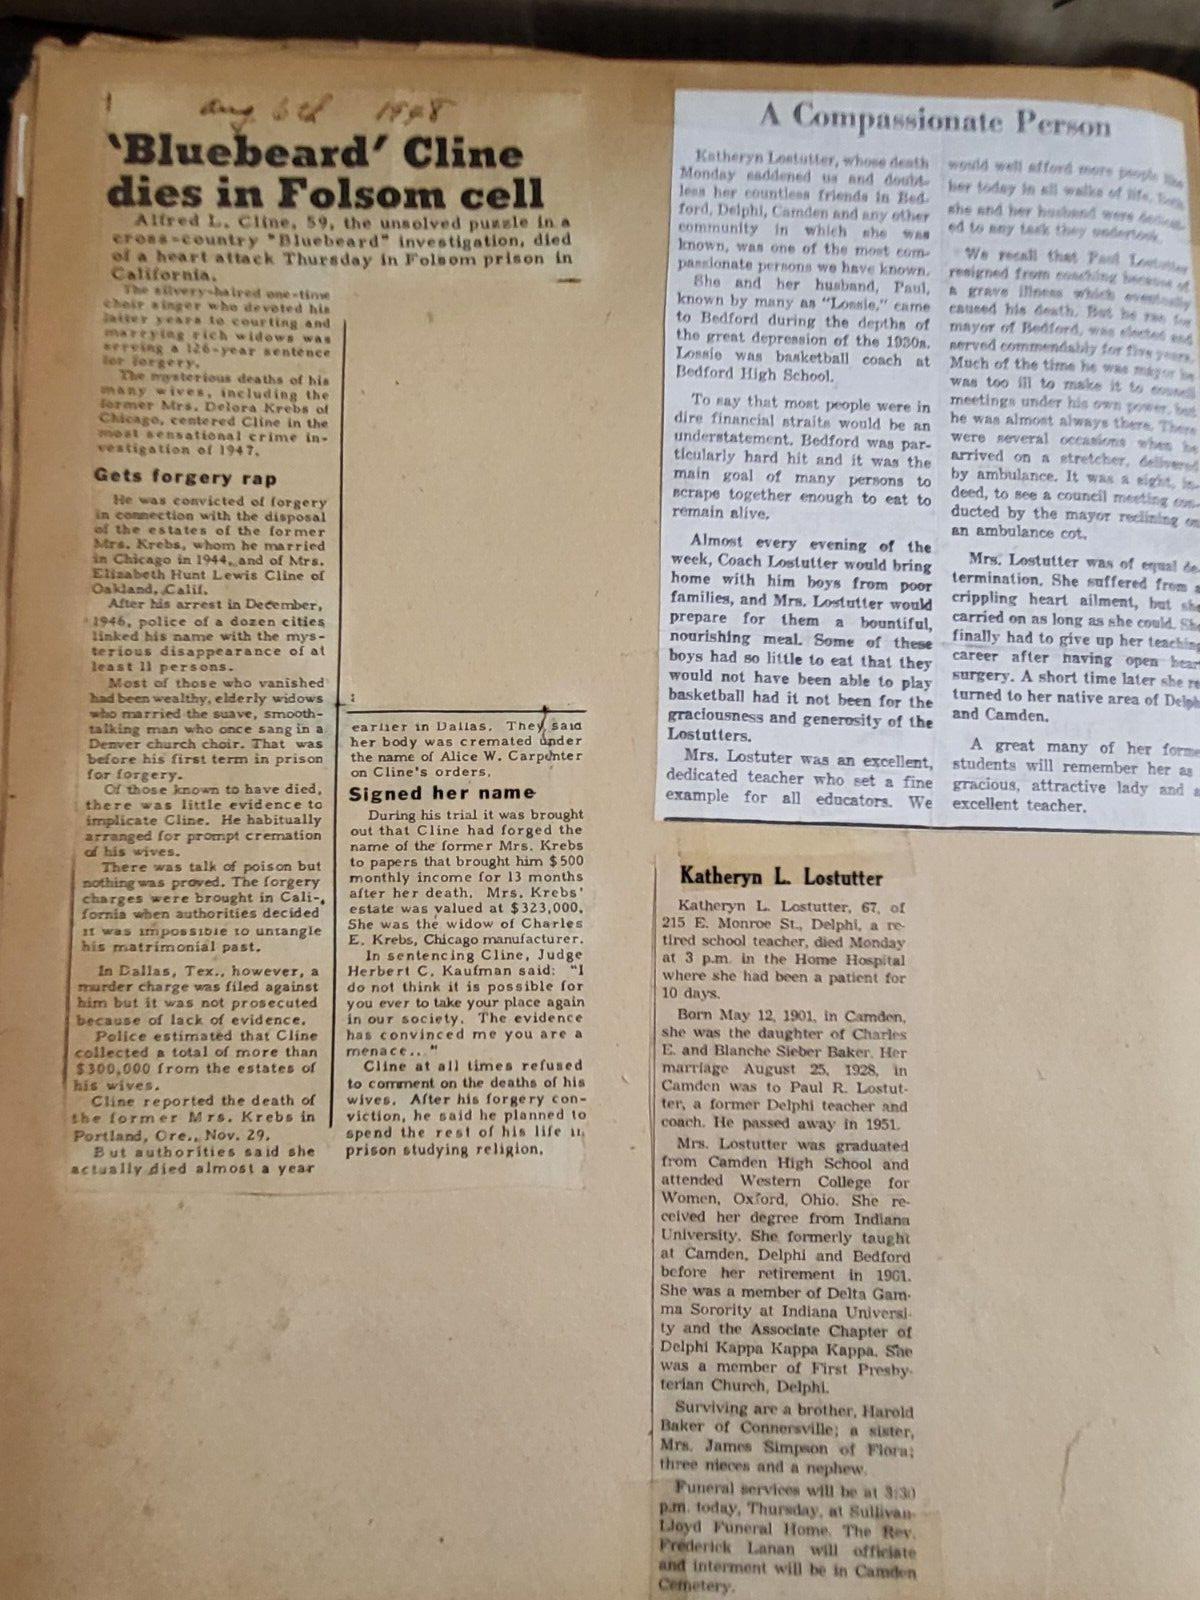 Aug 6th 1948
'Bluebeard' Cline
dies in Folsom cell
Alfred L. Cline, 59, the unsolved puzzle in a
cross-country "Bluebeard" investigation, died
of a heart attack Thursday in Folsom prison in
California.
The silvery-haired one-time
choir singer who devoted his
latter years to courting and
marrying rich widows was
serving a 126-year sentence
for forgery.
The mysterious deaths of his
many wives, including the
former Mrs. Delora Krebs of
Chicago, centered Cline in the
most sensational crime in-
vestigation of 1947.
Gets forgery rap
He was convicted of forgery
in connection with the disposal
of the estates of the former
Mrs. Krebs, whom he married
in Chicago in 1944, and of Mrs.
Elizabeth Hunt Lewis Cline of
Oakland, Calif.
After his arrest in December,
1946, police of a dozen cities
linked his name with the mys-
terious disappearance of at
least 11 persons.
Most of those who vanished
had been wealthy, elderly widows
who married the suave, smooth-
talking man who once sang in a
Denver church choir. That was
before his first term in prison
for forgery.
Of those known to have died,
there was little evidence to
implicate Cline. He habitually
arranged for prompt cremation
of his wives.
There was talk of poison but
nothing was proved. The forgery
charges were brought in Cali-
fornia when authorities decided
it was impossible to untangle
his matrimonial past.
In Dallas, Tex., however, a
murder charge was filed against
him but it was not prosecuted
because of lack of evidence.
Police estimated that Cline
collected a total of more than
$300,000 from the estates of
his wives.
Cline reported the death of
the former Mrs. Krebs in
Portland, Ore., Nov. 29.
But authorities said she
actually died almost a year
earlier in Dallas. They said
her body was cremated under
the name of Alice W. Carpenter
on Cline's orders.
Signed her name
During his trial it was brought
out that Cline had forged the
name of the former Mrs. Krebs
to papers that brought him $500
monthly income for 13 months
after her death. Mrs. Krebs'
estate was valued at $323,000.
She was the widow of Charles
E. Krebs, Chicago manufacturer.
In sentencing Cline, Judge
Herbert C. Kaufman said: "I
do not think it is possible for
you ever to take your place again
in our society. The evidence
has convinced me you are a
menace..."
Cline at all times refused
to comment on the deaths of his
wives. After his forgery con-
viction, he said he planned to
spend the rest of his life in
prison studying religion.
A Compassionate Person
Katheryn Lostutter, whose death
Monday saddened us and doubt-
less her countless friends in Bed-
ford, Delphi, Camden and any other
community in which she was
known, was one of the most com-
passionate persons we have known.
She and her husband, Paul,
known by many as "Lossie," came
to Bedford during the depths of
the great depression of the 1930s.
Lossie was basketball coach at
Bedford High School.
To say that most people were in
dire financial straits would be an
understatement. Bedford was par-
ticularly hard hit and it was the
main goal of many persons to
scrape together enough to eat to
remain alive.
Almost every evening of the
week, Coach Lostutter would bring
home with him boys from poor
families, and Mrs. Lostutter would
prepare for them a bountiful,
nourishing meal. Some of these
boys had so little to eat that they
would not have been able to play
basketball had it not been for the
graciousness and generosity of the
Lostutters.
Mrs. Lostuter was an excellent,
dedicated teacher who set a fine
example for all educators. We
would well afford more people like
her today in all walks of life. Both
she and her husband were dedicat-
ed to any task they undertook.
We recall that Paul Lostutter
resigned from coaching because of
a grave illness which eventually
caused his death. But he ran for
mayor of Bedford, was elected and
served commendably for five years.
Much of the time he was mayor he
was too ill to make it to council
meetings under his own power, but
he was almost always there. There
were several occasions when he
arrived on a stretcher, delivered
by ambulance. It was a sight, in-
deed, to see a council meeting con-
ducted by the mayor reclining on
an ambulance cot.
Mrs. Lostutter was of equal de-
termination. She suffered from a
crippling heart ailment, but she
carried on as long as she could. She
finally had to give up her teaching
career after having open heart
surgery. A short time later she re-
turned to her native area of Delphi
and Camden.
A great many of her forme
students will remember her as
gracious, attractive lady and a
excellent teacher.
Katheryn L. Lostutter
Katheryn L. Lostutter, 67, of
215 E. Monroe St., Delphi, a re-
tired school teacher, died Monday
at 3 p.m. in the Home Hospital
where she had been a patient for
10 days.
Born May 12, 1901, in Camden,
she was the daughter of Charles
E. and Blanche Sieber Baker. Her
marriage August 25, 1928, in
Camden was to Paul R. Lostut-
ter, a former Delphi teacher and
coach. He passed away in 1951.
Mrs. Lostutter was graduated
from Camden High School and
attended Western College for
Women, Oxford, Ohio. She re-
ceived her degree from Indiana
University. She formerly taught
at Camden, Delphi and Bedford
before her retirement in 1961.
She was a member of Delta Gam-
ma Sorority at Indiana Universi-
ty and the Associate Chapter of
Delphi Kappa Kappa Kappa. She
was a member of First Presby-
terian Church, Delphi.
Surviving are a brother, Harold
Baker of Connersville; a sister,
Mrs. James Simpson of Flora;
three nieces and a nephew.
Funeral services will be at 3:30
p.m. today, Thursday, at Sullivan-
Lloyd Funeral Home. The Rev.
Frederick Lanan will officiate
and interment will be in Camden
Cemetery.